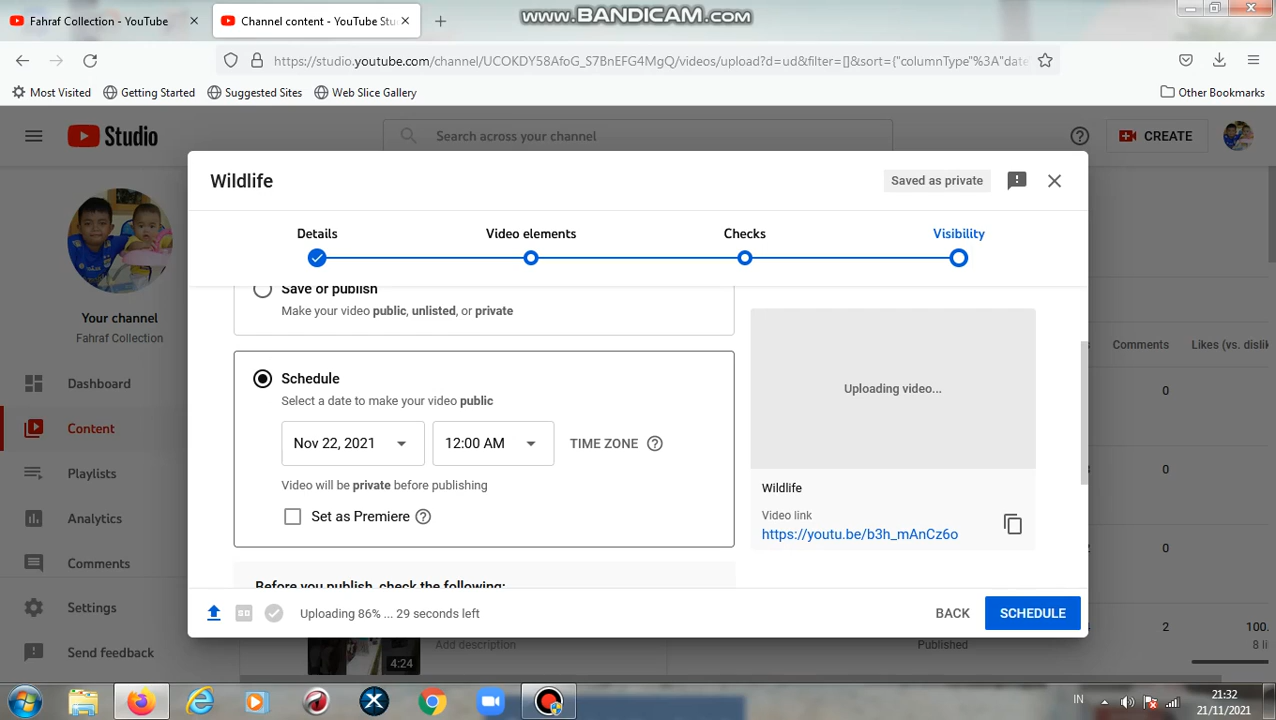 Fahraf Collection - YouTube
Channel content - YouTube Stu
www.BANDICAM.com
https://studio.youtube.com/channel/
/videos/upload?d=ud&filter=[]&sort={"columnType"%3A"date
Most Visited
Getting Started
Suggested Sites
Web Slice Gallery
Other Bookmarks
Studio
Search across your channel
CREATE
Wildlife
Saved as private
Details
Video elements
Checks
Visibility
Save or publish
Make your video public, unlisted, or private
Your channel
Fahraf Collection
Comments
Likes (vs. dislik
Schedule
Select a date to make your video public
Uploading video...
Dashboard
0
Content
Nov 22, 2021
12:00 AM
TIME ZONE
Playlists
Video will be private before publishing
Wildlife
Set as Premiere
Video link
https://youtu.be/b3h_mAnCz6o
Analytics
0
Comments
Before you publish, check the following:
Settings
Uploading 86% ... 29 seconds left
BACK
SCHEDULE
2
100.
8 li
Send feedback
Add description
Published
4:24
IN
21:32
21/11/2021